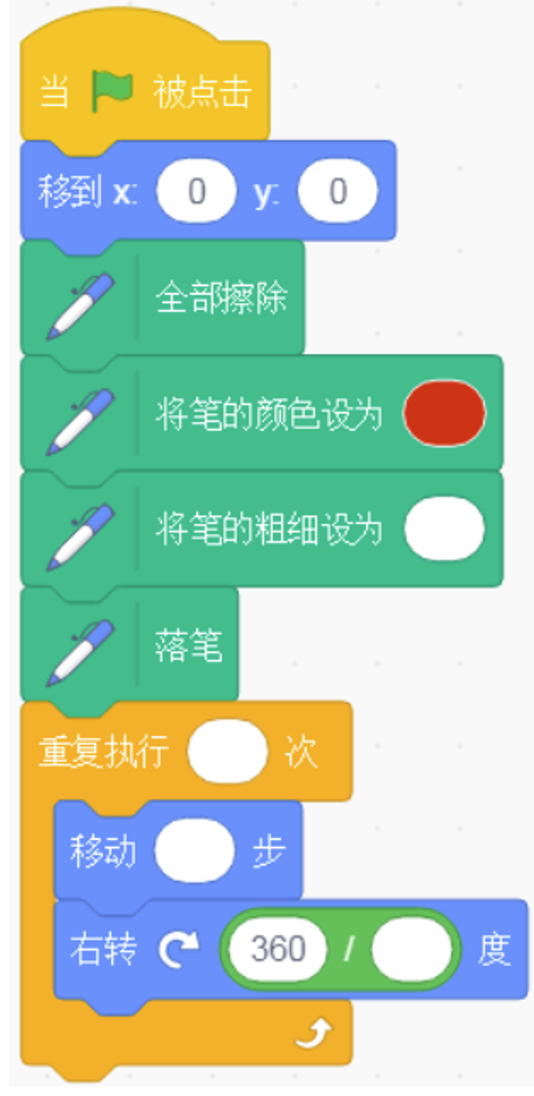 当 被点击
移到 x: 0 y: 0
全部擦除
将笔的颜色设为
将笔的粗细设为
落笔
重复执行 次
移动 步
右转 360 / 度